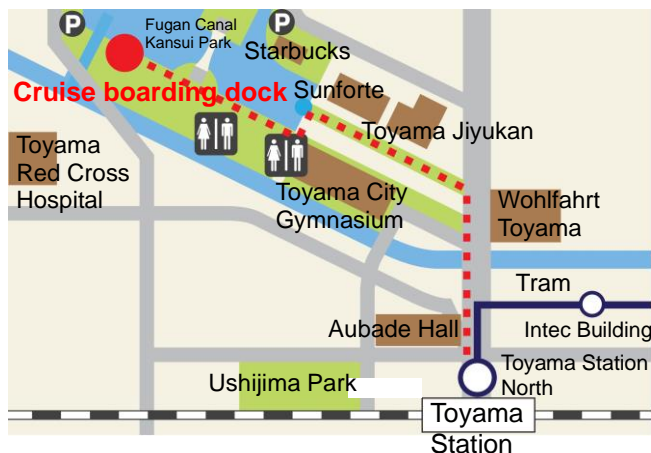 P
P
Fugan Canal
Kansui Park
Starbucks
Cruise boarding dock
Sunforte
Toyama Jiyukan
Toyama
Red Cross
Hospital
Toyama City
Gymnasium
Wohlfahrt
Toyama
Tram
Aubade Hall
Intec Building
Ushijima Park
Toyama Station
North
Toyama
Station